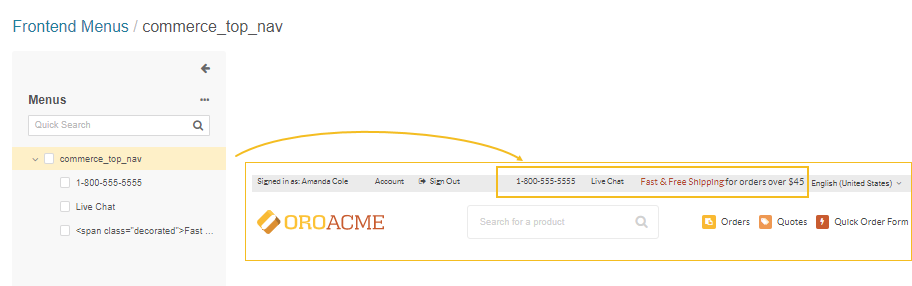 Frontend Menus / commerce_top_nav
Menus
Quick Search
commerce_top_nav
1-800-555-5555
Live Chat
<span class="decorated">Fast ...
Signed in as: Amanda Cole Account Sign Out 1-800-555-5555 Live Chat Fast & Free Shipping for orders over $45 English (United States)
OROACME Search for a product Orders Quotes Quick Order Form